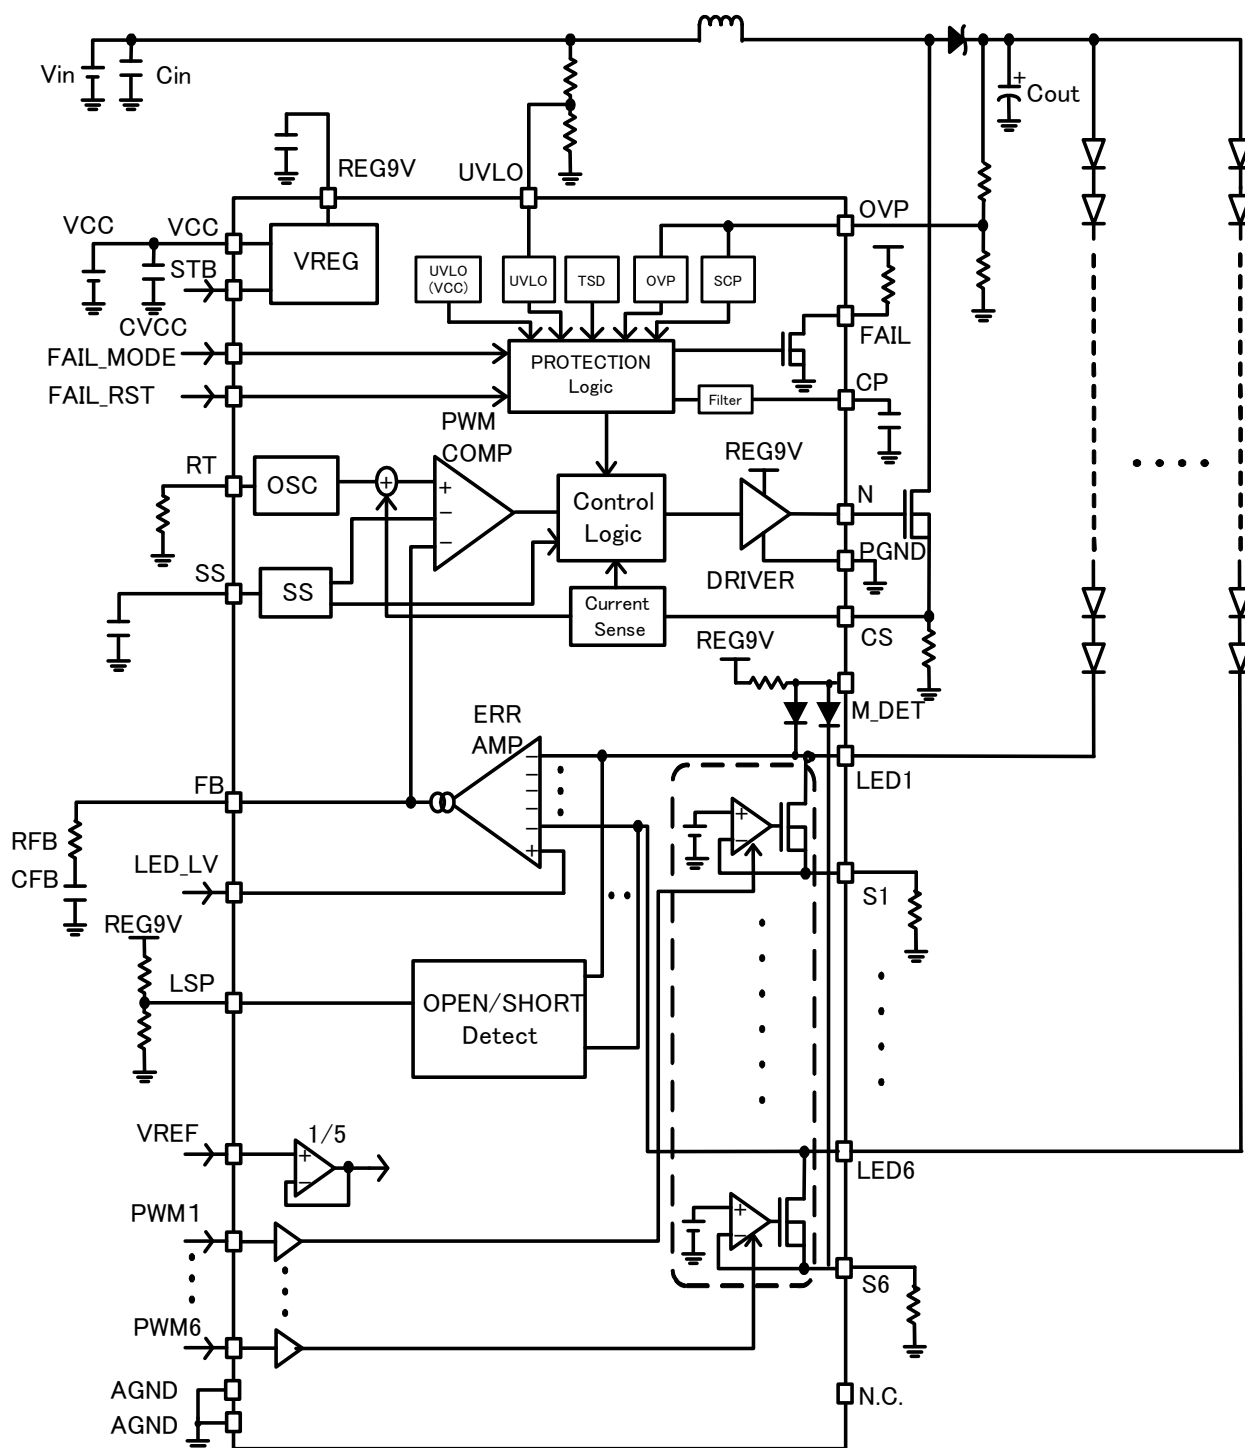 Vin
Cin
+
Cout
REG9V
UVLO
OVP
VCC
VCC
STB
CVCC
VREG
UVLO
(VCC)
UVLO
TSD
OVP
SCP
FAIL
FAIL_MODE
FAIL_RST
PROTECTION
Logic
Filter
CP
PWM
COMP
REG9V
RT
OSC
+
+
−
−
Control
Logic
N
PGND
DRIVER
SS
SS
Current
Sense
CS
REG9V
M_DET
ERR
AMP
−
−
−
−
−
+
LED1
FB
RFB
CFB
LED_LV
+
−
S1
REG9V
LSP
OPEN/SHORT
Detect
VREF
1/5
+
−
LED6
PWM1
+
−
S6
PWM6
AGND
AGND
N.C.